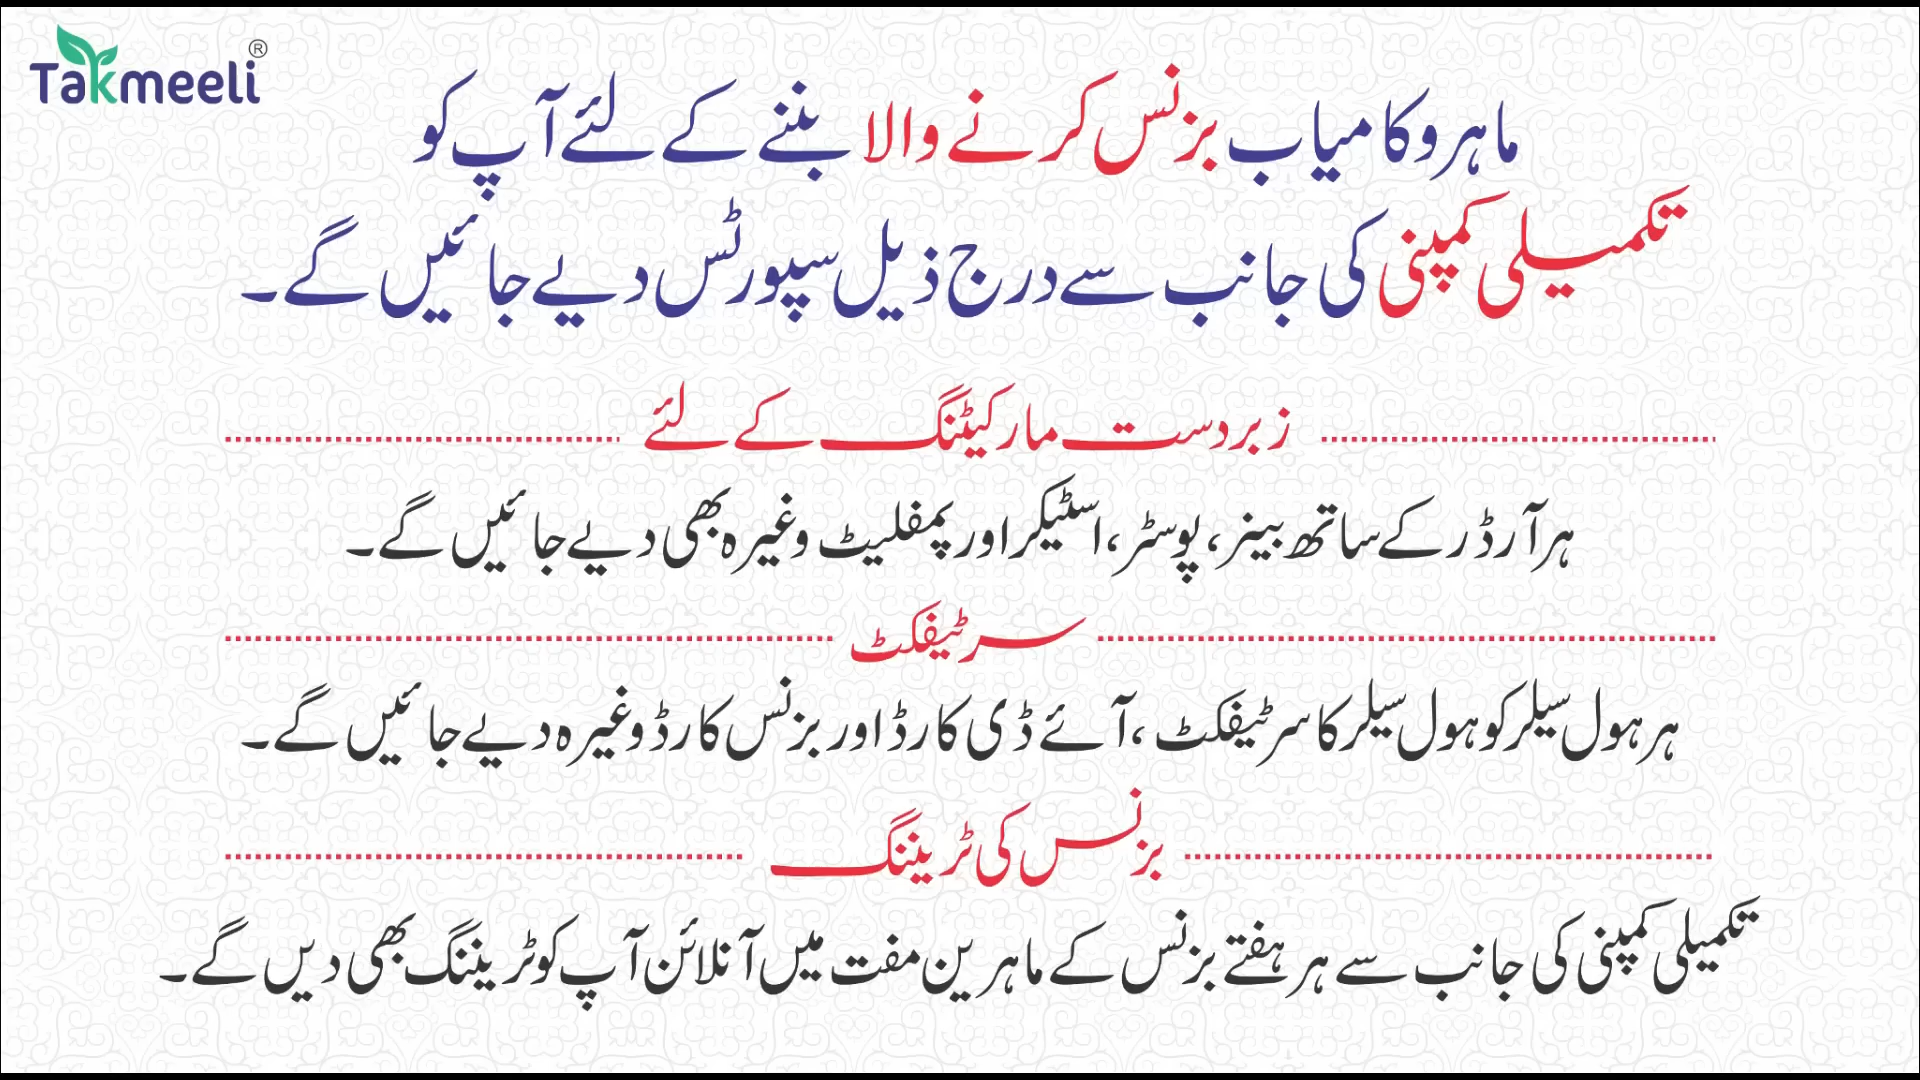 Takmeeli®
ماہر و کامیاب بزنس کرنے والا بننے کے لئے آپ کو
تکمیلی کمپنی کی جانب سے درج ذیل سپورٹس دیے جائیں گے۔
زبردست مارکیٹنگ کے لئے
ہر آرڈر کے ساتھ بینر، پوسٹر، اسٹیکر اور پمفلیٹ وغیرہ بھی دیے جائیں گے۔
سرٹیفکٹ
ہر ہول سیلر کو ہول سیلر کا سرٹیفکٹ، آئے ڈی کارڈ اور بزنس کارڈ وغیرہ دیے جائیں گے۔
بزنس کی ٹریننگ
تکمیلی کمپنی کی جانب سے ہر ہفتے بزنس کے ماہرین مفت میں آنلائن آپ کو ٹریننگ بھی دیں گے۔